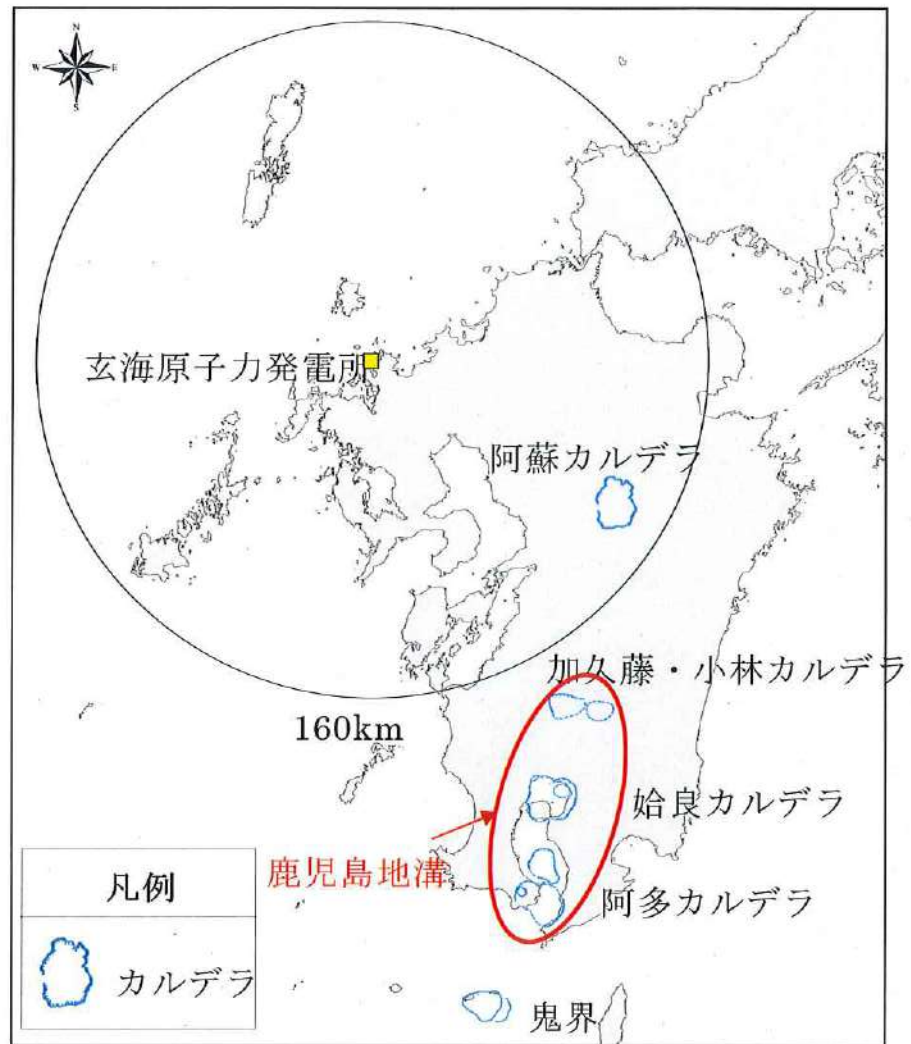 N
W E
S
玄海原子力発電所
阿蘇カルデラ
加久藤・小林カルデラ
160km
姶良カルデラ
鹿児島地溝
阿多カルデラ
凡例
カルデラ
鬼界